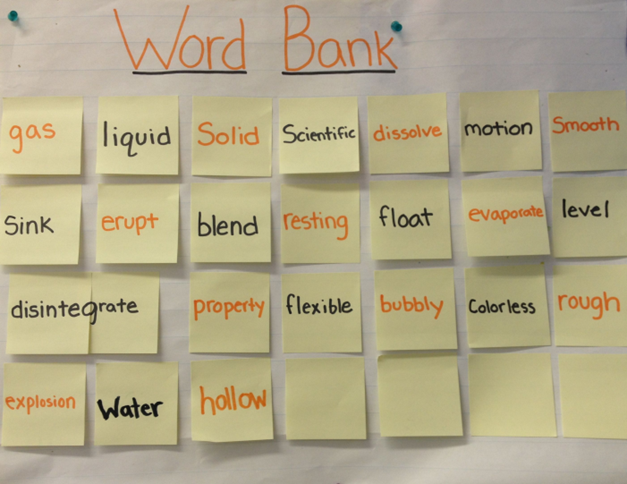 Word Bank
gas liquid Solid Scientific dissolve motion Smooth
Sink erupt blend resting float evaporate level
disintegrate property flexible bubbly Colorless rough
explosion Water hollow